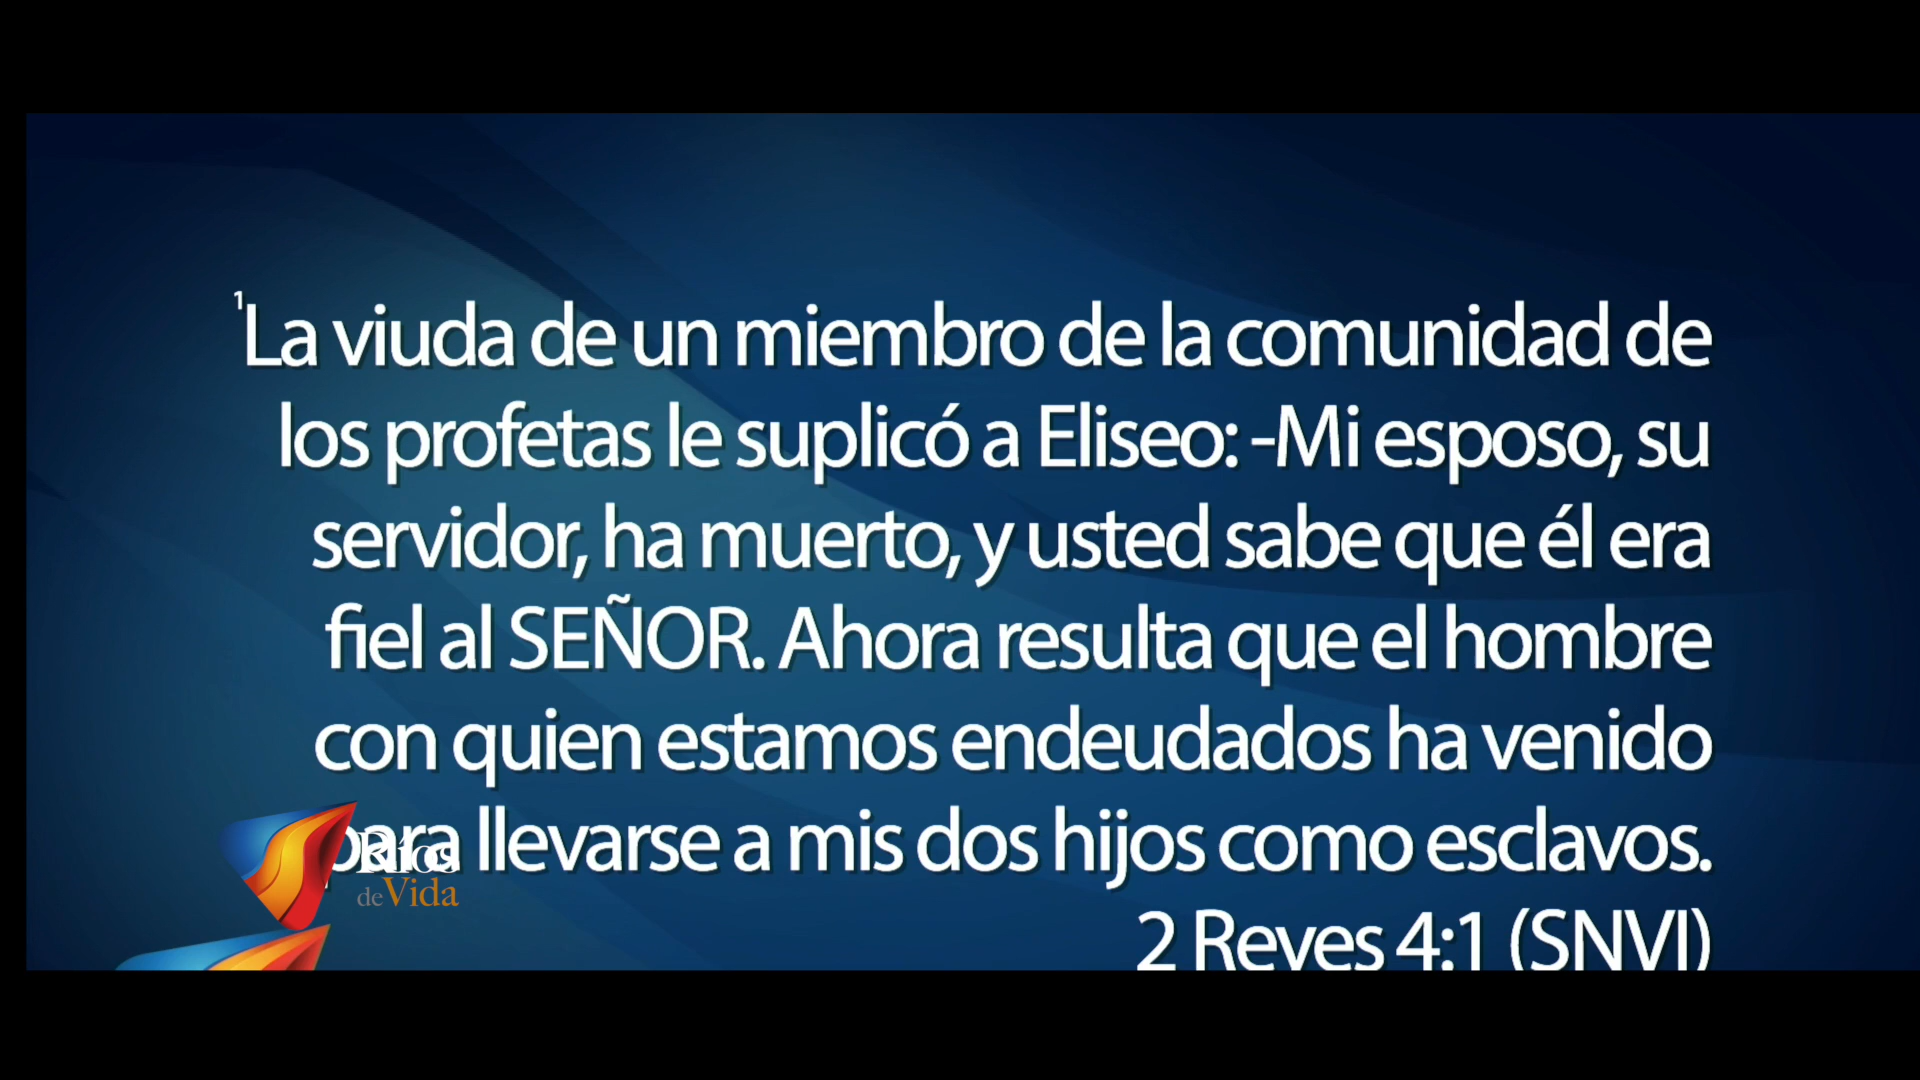 ¹La viuda de un miembro de la comunidad de
los profetas le suplicó a Eliseo: -Mi esposo, su
servidor, ha muerto, y usted sabe que él era
fiel al SEÑOR. Ahora resulta que el hombre
con quien estamos endeudados ha venido
para llevarse a mis dos hijos como esclavos.
2 Reyes 4:1 (SNVI)
Ríos
de Vida